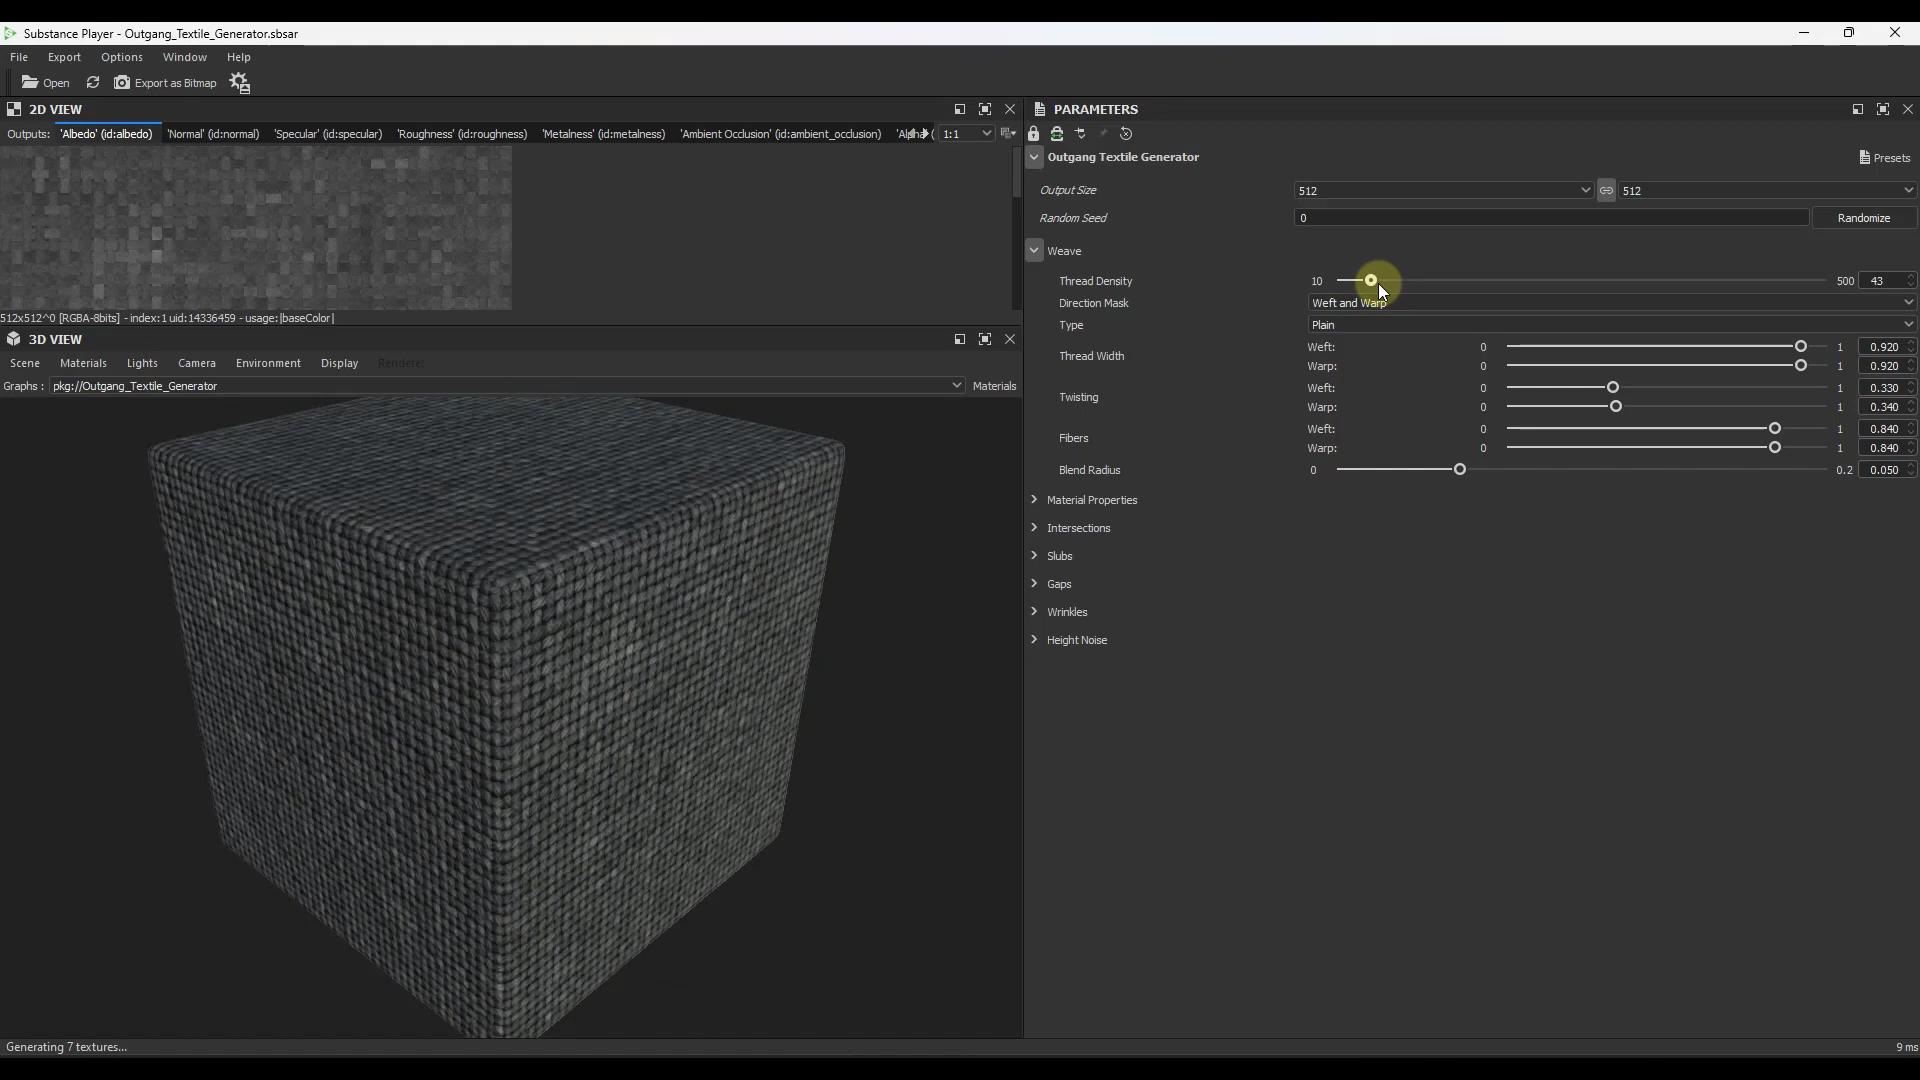 Substance Player - Outgang_Textile_Generator.sbsar
File Export Options Window Help
Open Export as Bitmap
2D VIEW
Outputs: 'Albedo' (id:albedo) 'Normal' (id:normal) 'Specular' (id:specular) 'Roughness' (id:roughness) 'Metalness' (id:metalness) 'Ambient Occlusion' (id:ambient_occlusion) 1:1
512x512^0 [RGBA-8bits] - index:1 uid:14336459 - usage:|baseColor|
3D VIEW
Scene Materials Lights Camera Environment Display Renderer
Graphs : pkg://Outgang_Textile_Generator Materials
Generating 7 textures...
PARAMETERS
Outgang Textile Generator Presets
Output Size 512 512
Random Seed 0 Randomize
Weave
Thread Density 10 500 43
Direction Mask Weft and Warp
Type Plain
Thread Width Weft: 0 1 0.920
Warp: 0 1 0.920
Twisting Weft: 0 1 0.330
Warp: 0 1 0.340
Fibers Weft: 0 1 0.840
Warp: 0 1 0.840
Blend Radius 0 0.2 0.050
Material Properties
Intersections
Slubs
Gaps
Wrinkles
Height Noise
9 ms